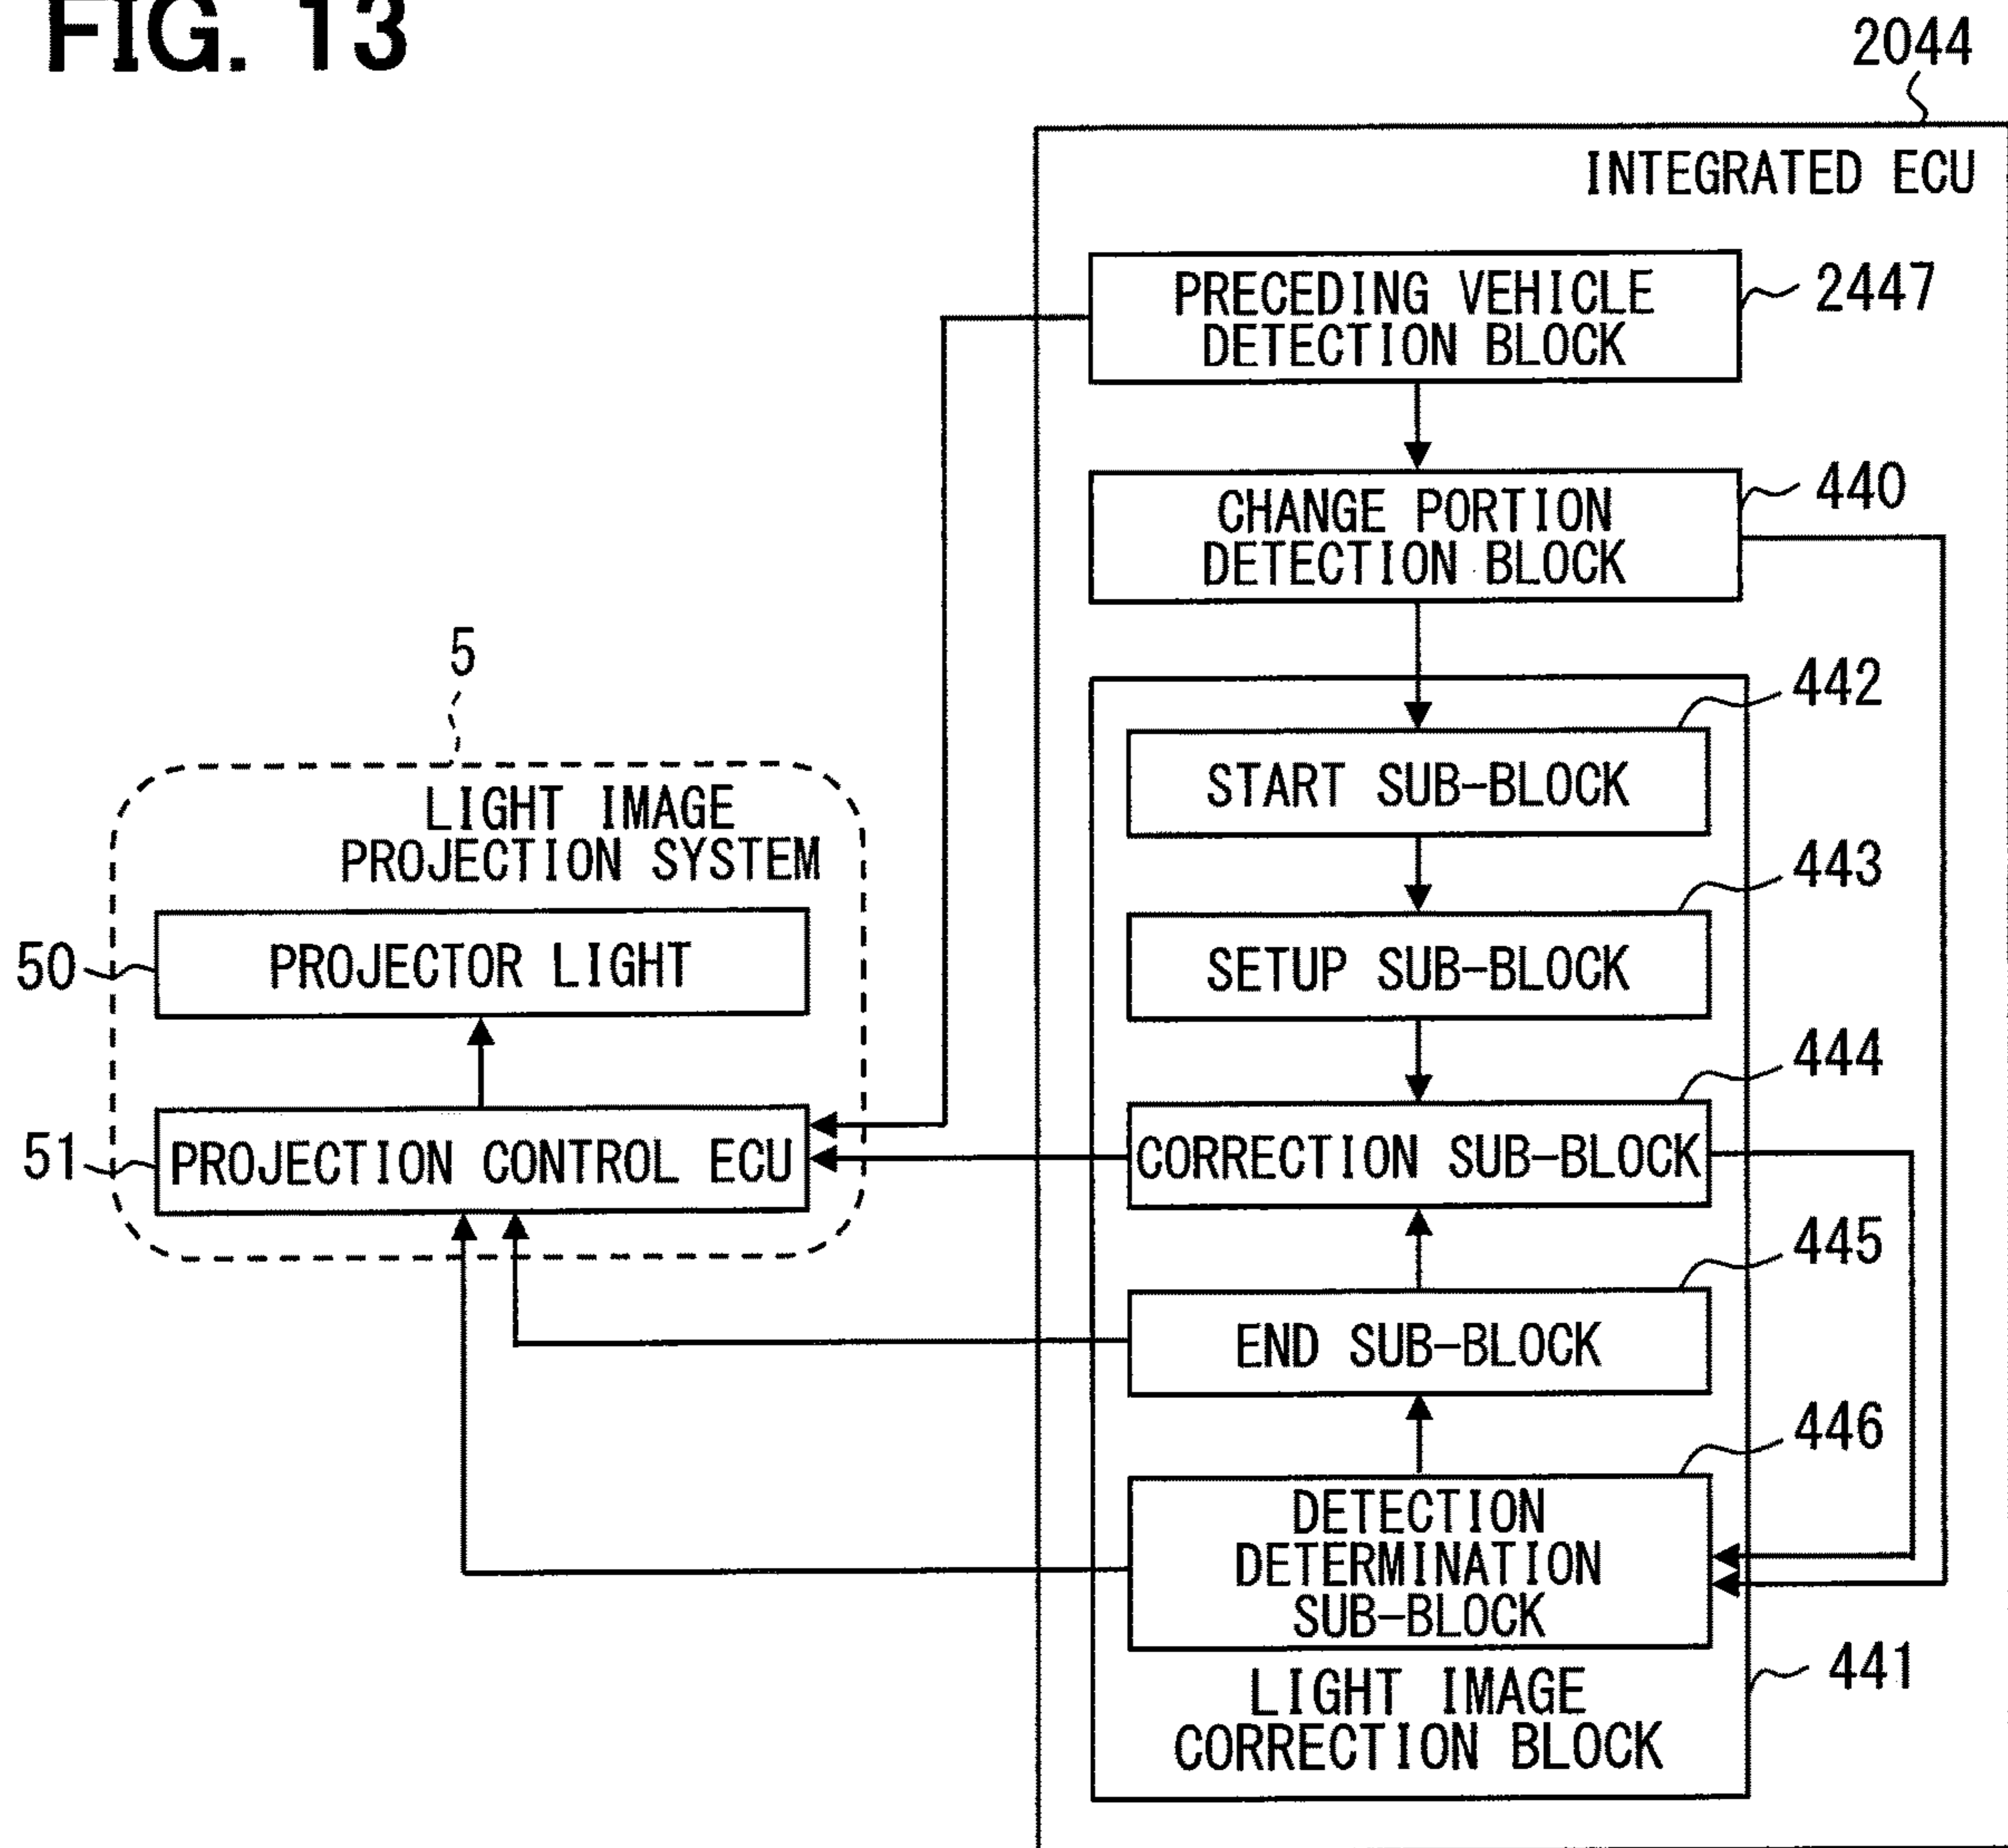 FIG. 13
2044
INTEGRATED ECU
PRECEDING VEHICLE
DETECTION BLOCK
2447
CHANGE PORTION
DETECTION BLOCK
440
442
START SUB-BLOCK
443
SETUP SUB-BLOCK
444
CORRECTION SUB-BLOCK
445
END SUB-BLOCK
446
DETECTION
DETERMINATION
SUB-BLOCK
LIGHT IMAGE
CORRECTION BLOCK
441
5
LIGHT IMAGE
PROJECTION SYSTEM
50
PROJECTOR LIGHT
51
PROJECTION CONTROL ECU